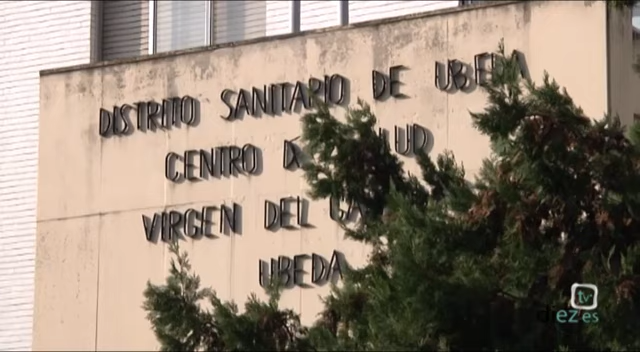 DISTRITO SANITARIO DE UBEDA
CENTRO
VIRGEN DEL
UBEDA
tv
ez.es